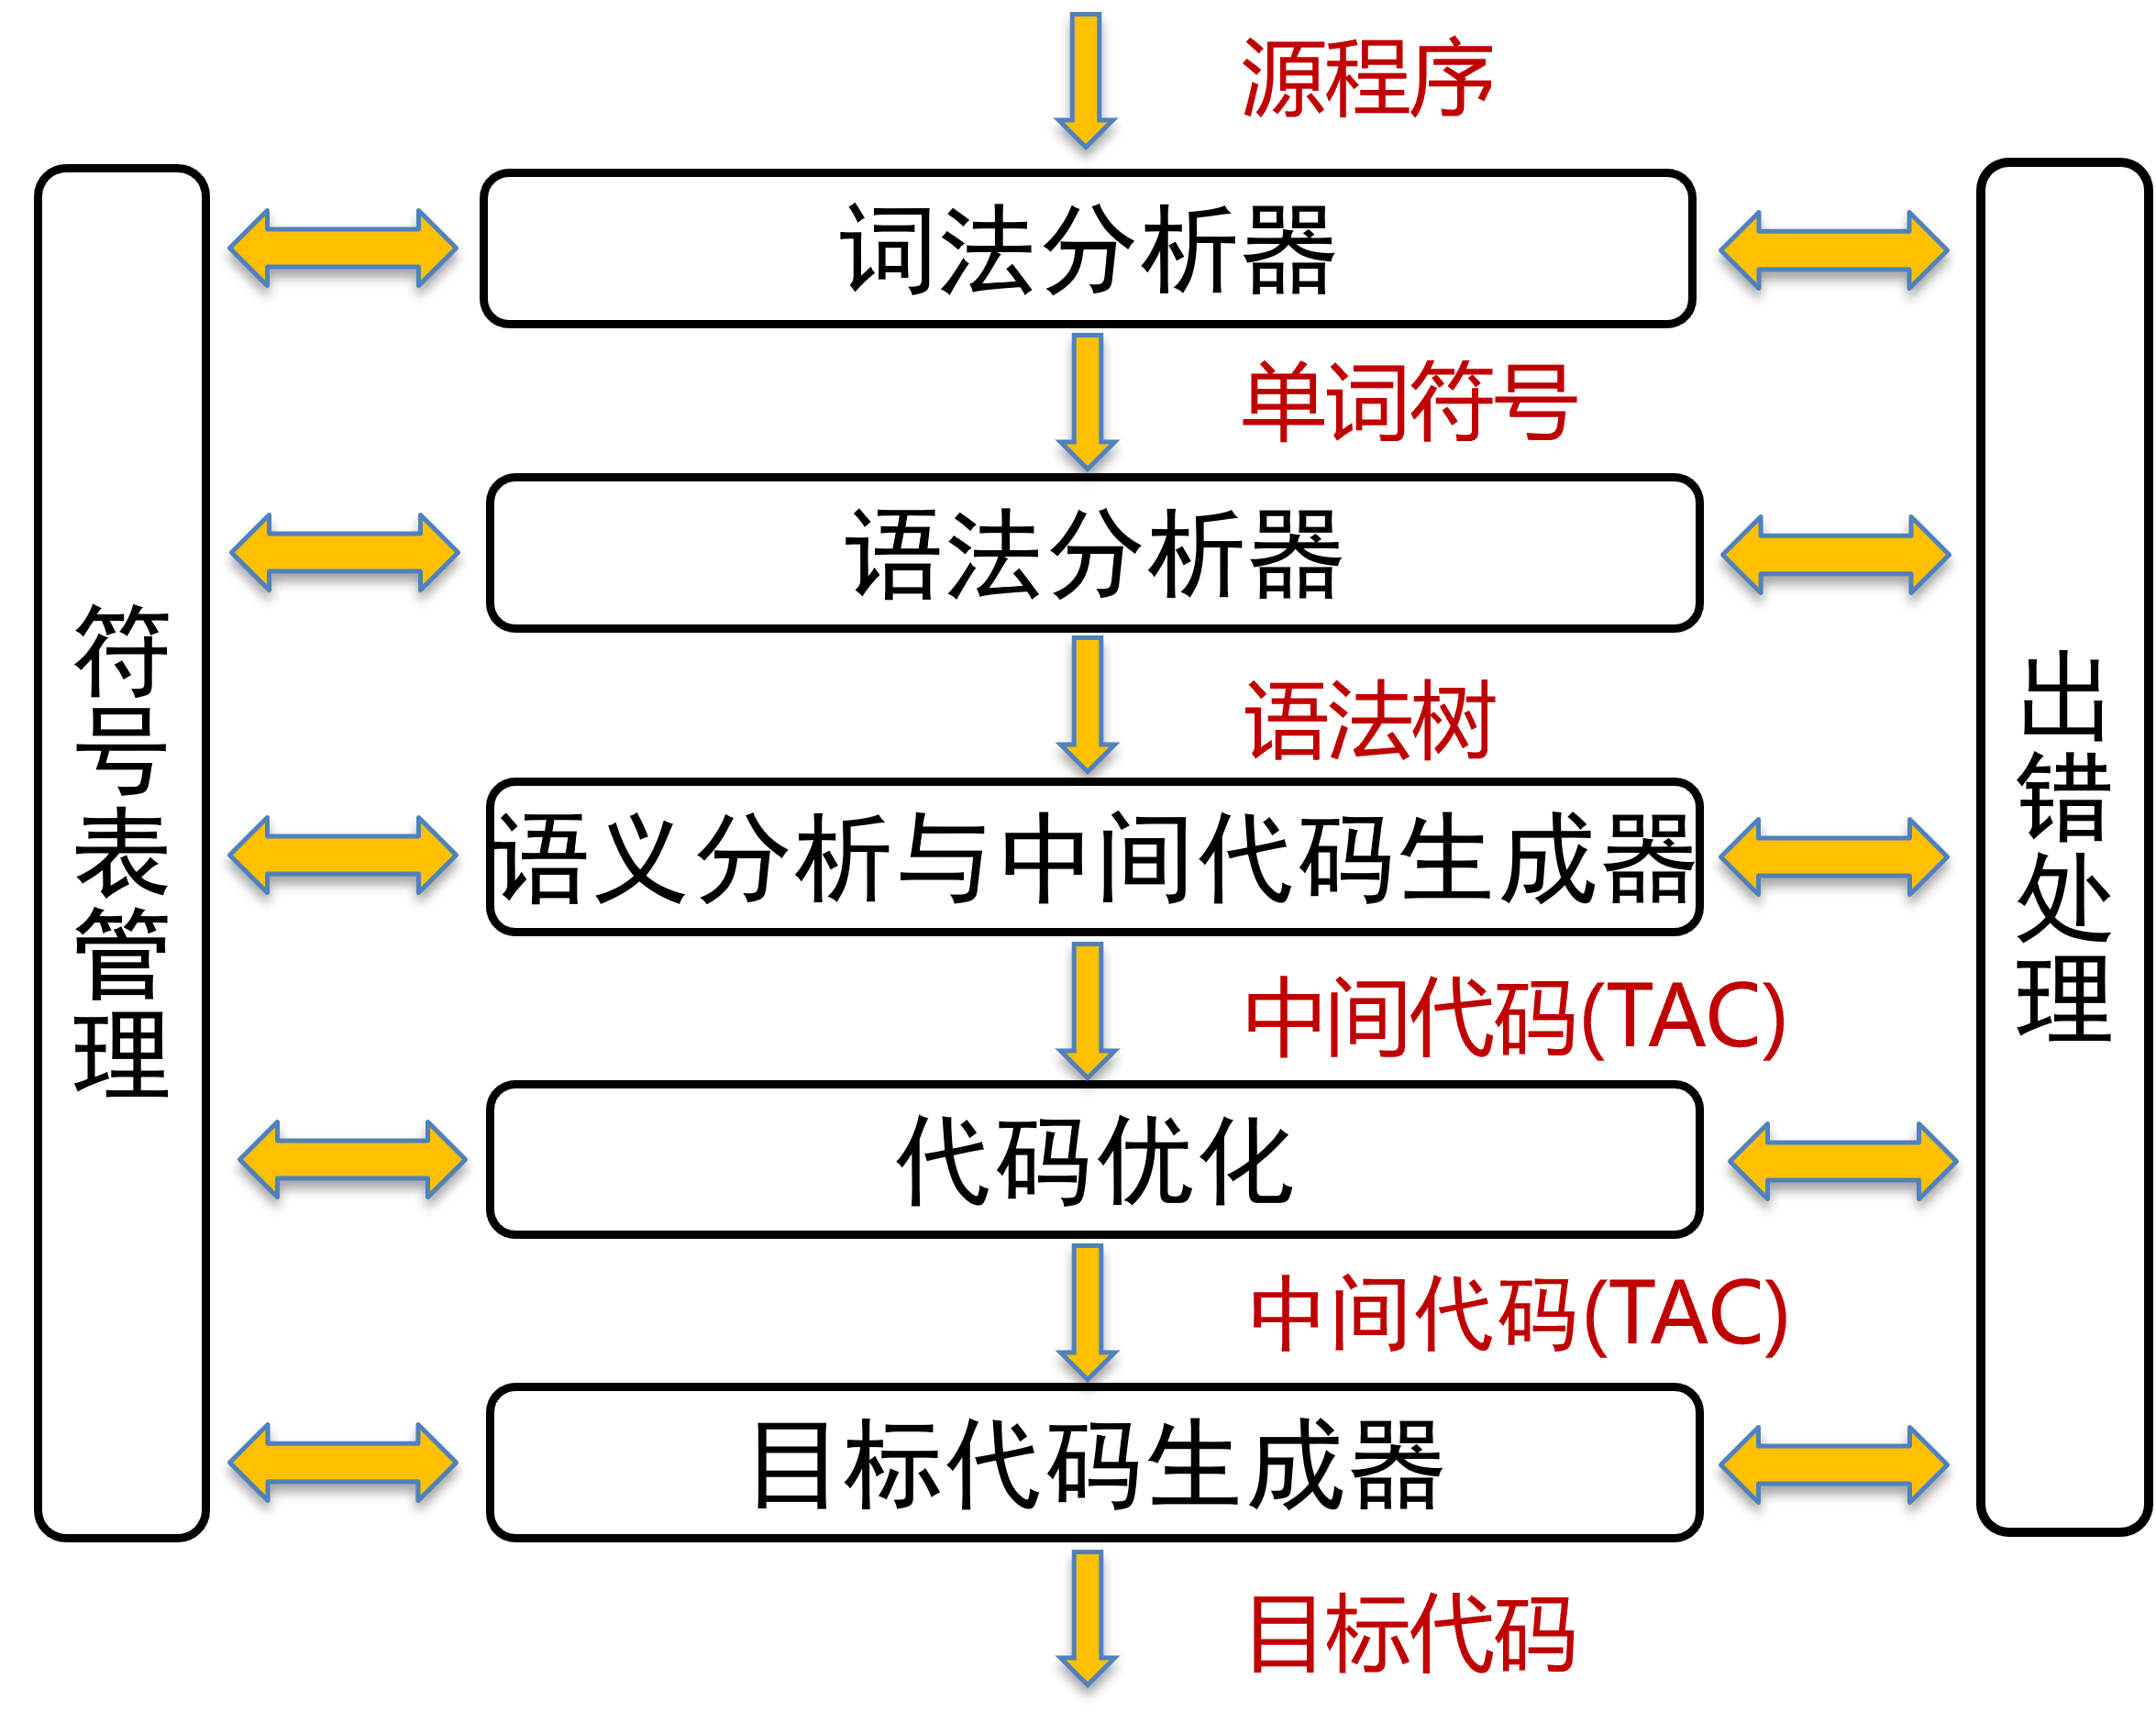 源程序
词法分析器
单词符号
语法分析器
语法树
语义分析与中间代码生成器
中间代码(TAC)
代码优化
中间代码(TAC)
目标代码生成器
目标代码
符号表管理
出错处理